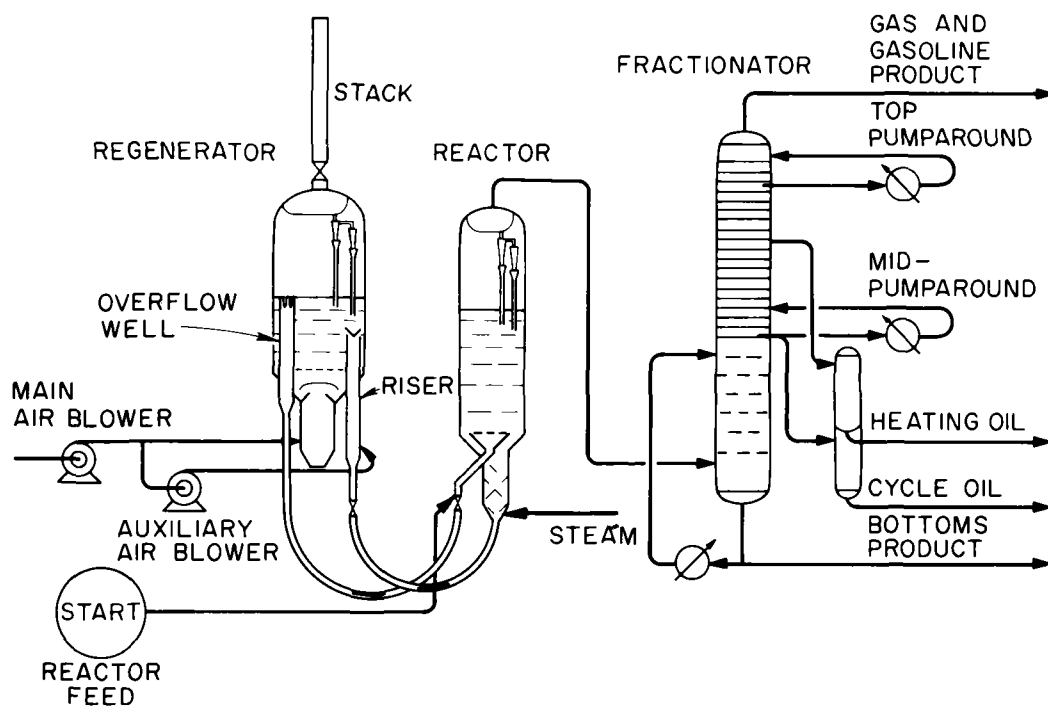 GAS AND
GASOLINE
PRODUCT
FRACTIONATOR
STACK
TOP
PUMPAROUND
REGENERATOR
REACTOR
MID-
PUMPAROUND
OVERFLOW
WELL
RISER
MAIN
AIR BLOWER
HEATING OIL
CYCLE OIL
AUXILIARY
AIR BLOWER
STEAM
BOTTOMS
PRODUCT
START
REACTOR
FEED